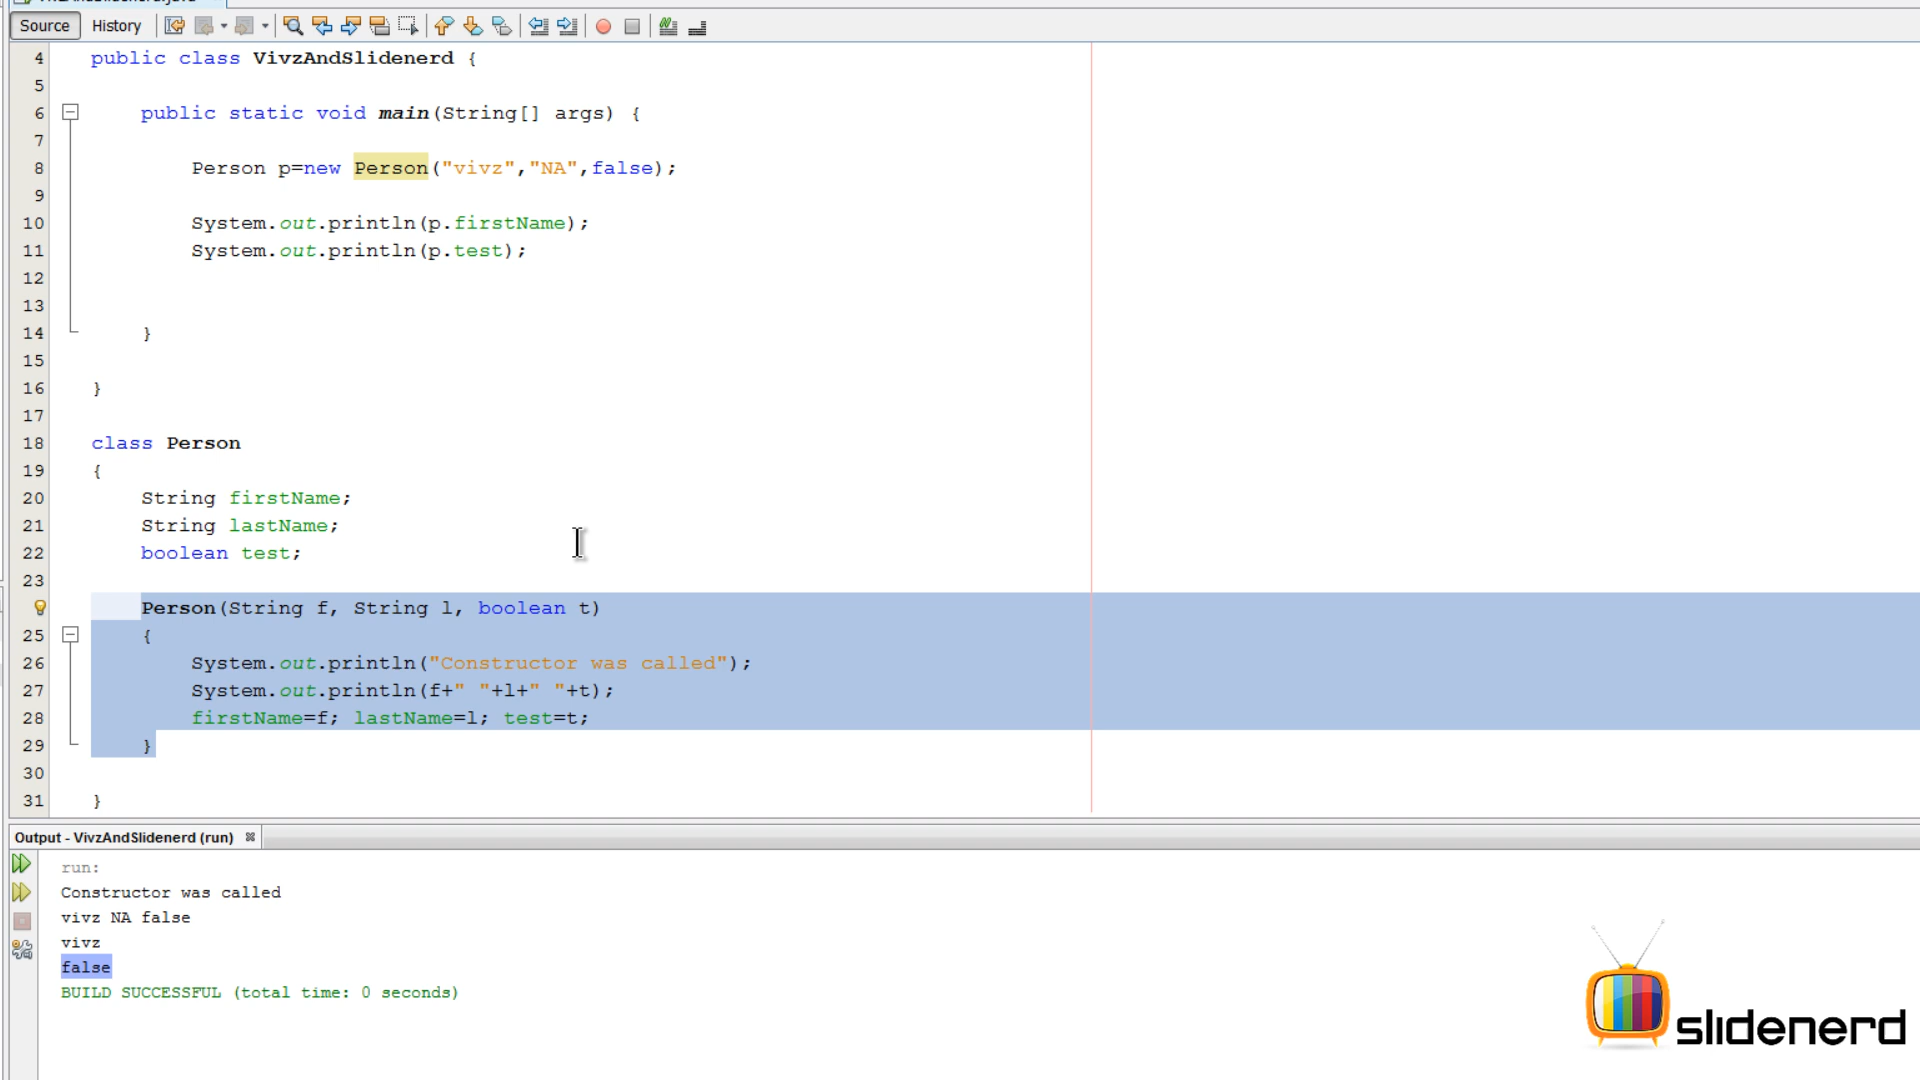 Source History
4 public class VivzAndSlidenerd {
5
6 public static void main(String[] args) {
7
8 Person p=new Person("vivz","NA",false);
9
10 System.out.println(p.firstName);
11 System.out.println(p.test);
12
13
14 }
15
16 }
17
18 class Person
19 {
20 String firstName;
21 String lastName;
22 boolean test;
23
Person(String f, String l, boolean t)
25 {
26 System.out.println("Constructor was called");
27 System.out.println(f+" "+l+" "+t);
28 firstName=f; lastName=l; test=t;
29 }
30
31 }
Output - VivzAndSlidenerd (run)
run:
Constructor was called
vivz NA false
vivz
false
BUILD SUCCESSFUL (total time: 0 seconds)
slidenerd